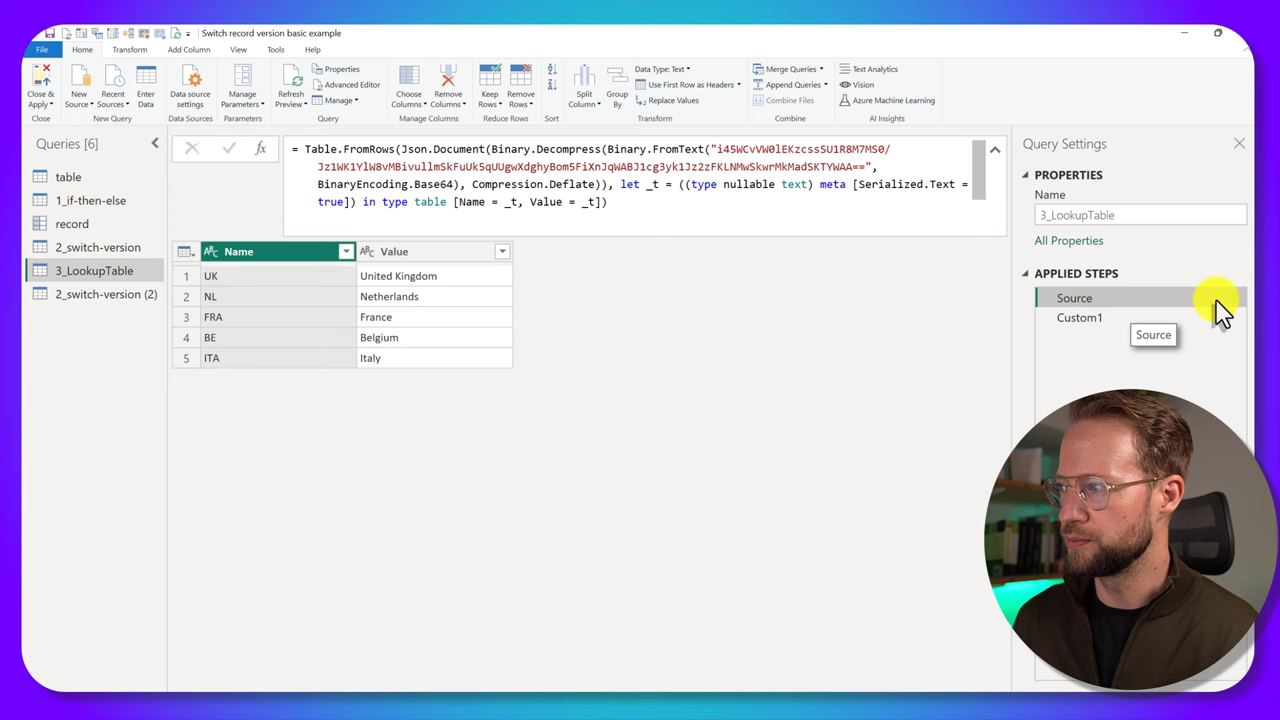 Switch record version basic example
File
Home
Transform
Add Column
View
Tools
Help
Close & Apply
Close
New Source
Recent Sources
Enter Data
New Query
Data source settings
Data Sources
Manage Parameters
Parameters
Refresh Preview
Properties
Advanced Editor
Manage
Query
Choose Columns
Remove Columns
Manage Columns
Keep Rows
Remove Rows
Reduce Rows
Sort
Split Column
Group By
Data Type: Text
Use First Row as Headers
Replace Values
Transform
Merge Queries
Append Queries
Combine Files
Combine
Text Analytics
Vision
Azure Machine Learning
AI Insights
Queries [6]
table
1_if-then-else
record
2_switch-version
3_LookupTable
2_switch-version (2)
fx
= Table.FromRows(Json.Document(Binary.Decompress(Binary.FromText("i45WCvVW0lEKzcssSU1R8M7MS0/
Jz1WK1YlW8vMBivullmSkFuUk5qUUgwXdghyBom5FiXnJqWABJ1cg3yk1Jz2zFKLNMwSkwrMkMadSKTYWAA==",
BinaryEncoding.Base64), Compression.Deflate)), let _t = ((type nullable text) meta [Serialized.Text =
true]) in type table [Name = _t, Value = _t])
ABC Name
ABC Value
1 UK United Kingdom
2 NL Netherlands
3 FRA France
4 BE Belgium
5 ITA Italy
Query Settings
PROPERTIES
Name
3_LookupTable
All Properties
APPLIED STEPS
Source
Custom1
Source